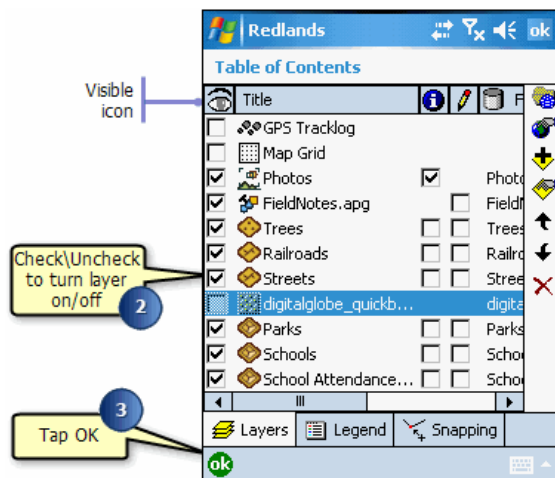 Redlands
ok
Table of Contents
Visible
icon
Title
F
GPS Tracklog
Map Grid
Photos
Photo
FieldNotes.apg
FieldN
Trees
Trees
Railroads
Railro
Check\Uncheck
to turn layer
on/off
2
Streets
Stree
digitalglobe_quickb...
digita
Parks
Parks
Schools
Schoo
School Attendance...
Schoo
3
Tap OK
Layers
Legend
Snapping
ok